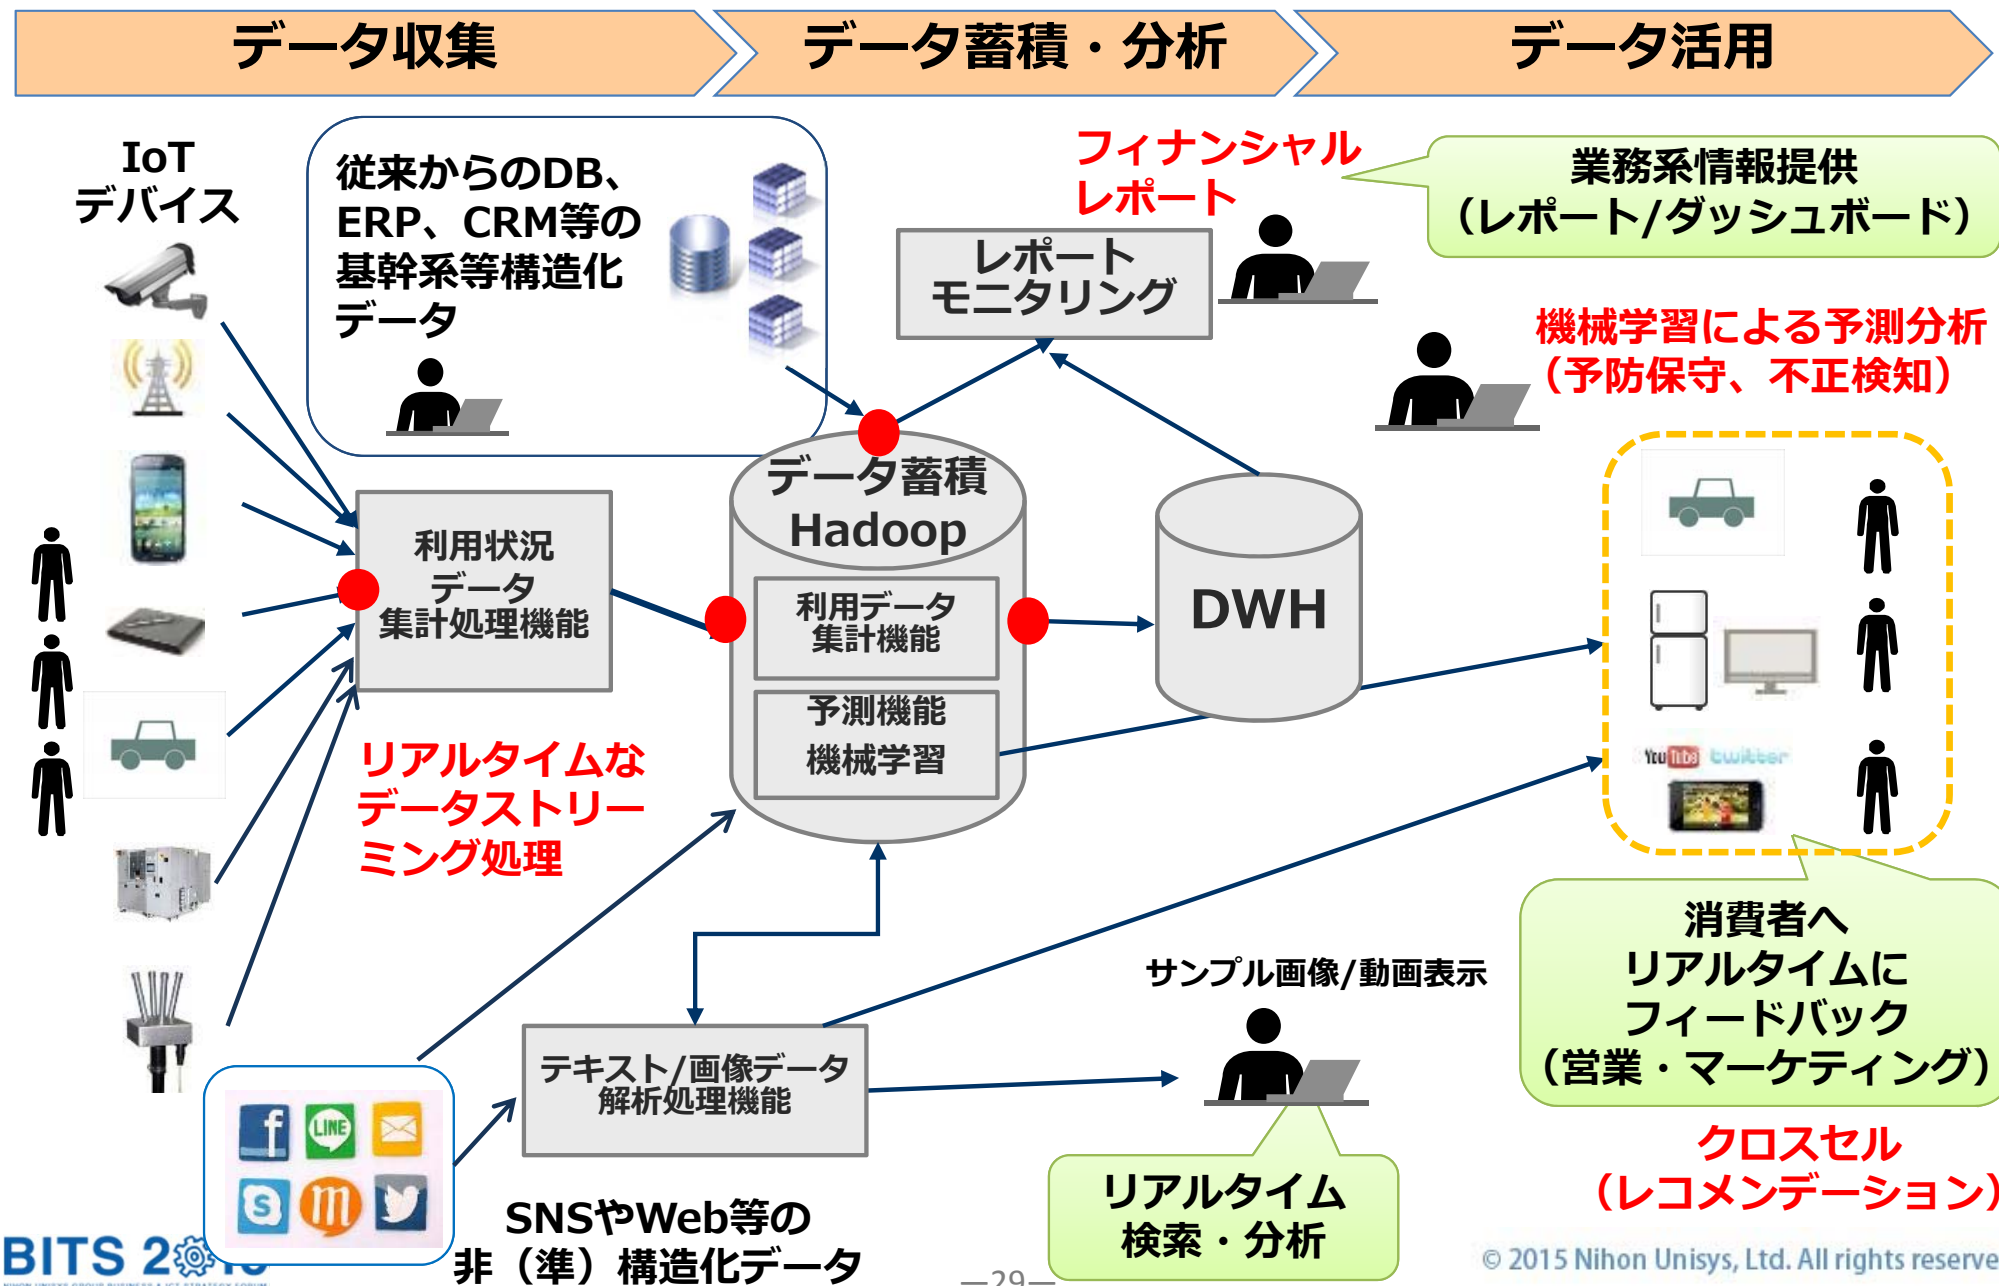 データ収集
データ蓄積・分析
データ活用
IoT
デバイス
従来からのDB、
ERP、CRM等の
基幹系等構造化
データ
フィナンシャル
レポート
業務系情報提供
（レポート/ダッシュボード）
レポート
モニタリング
機械学習による予測分析
（予防保守、不正検知）
データ蓄積
Hadoop
利用状況
データ
集計処理機能
利用データ
集計機能
DWH
予測機能
機械学習
リアルタイムな
データストリー
ミング処理
You Tube twitter
消費者へ
リアルタイムに
フィードバック
（営業・マーケティング）
サンプル画像/動画表示
テキスト/画像データ
解析処理機能
f LINE
S m
クロスセル
（レコメンデーション）
リアルタイム
検索・分析
SNSやWeb等の
非（準）構造化データ
BITS 2
NIHON UNISYS GROUP BUSINESS & ICT STRATEGY FORUM
—29—
© 2015 Nihon Unisys, Ltd. All rights reserve